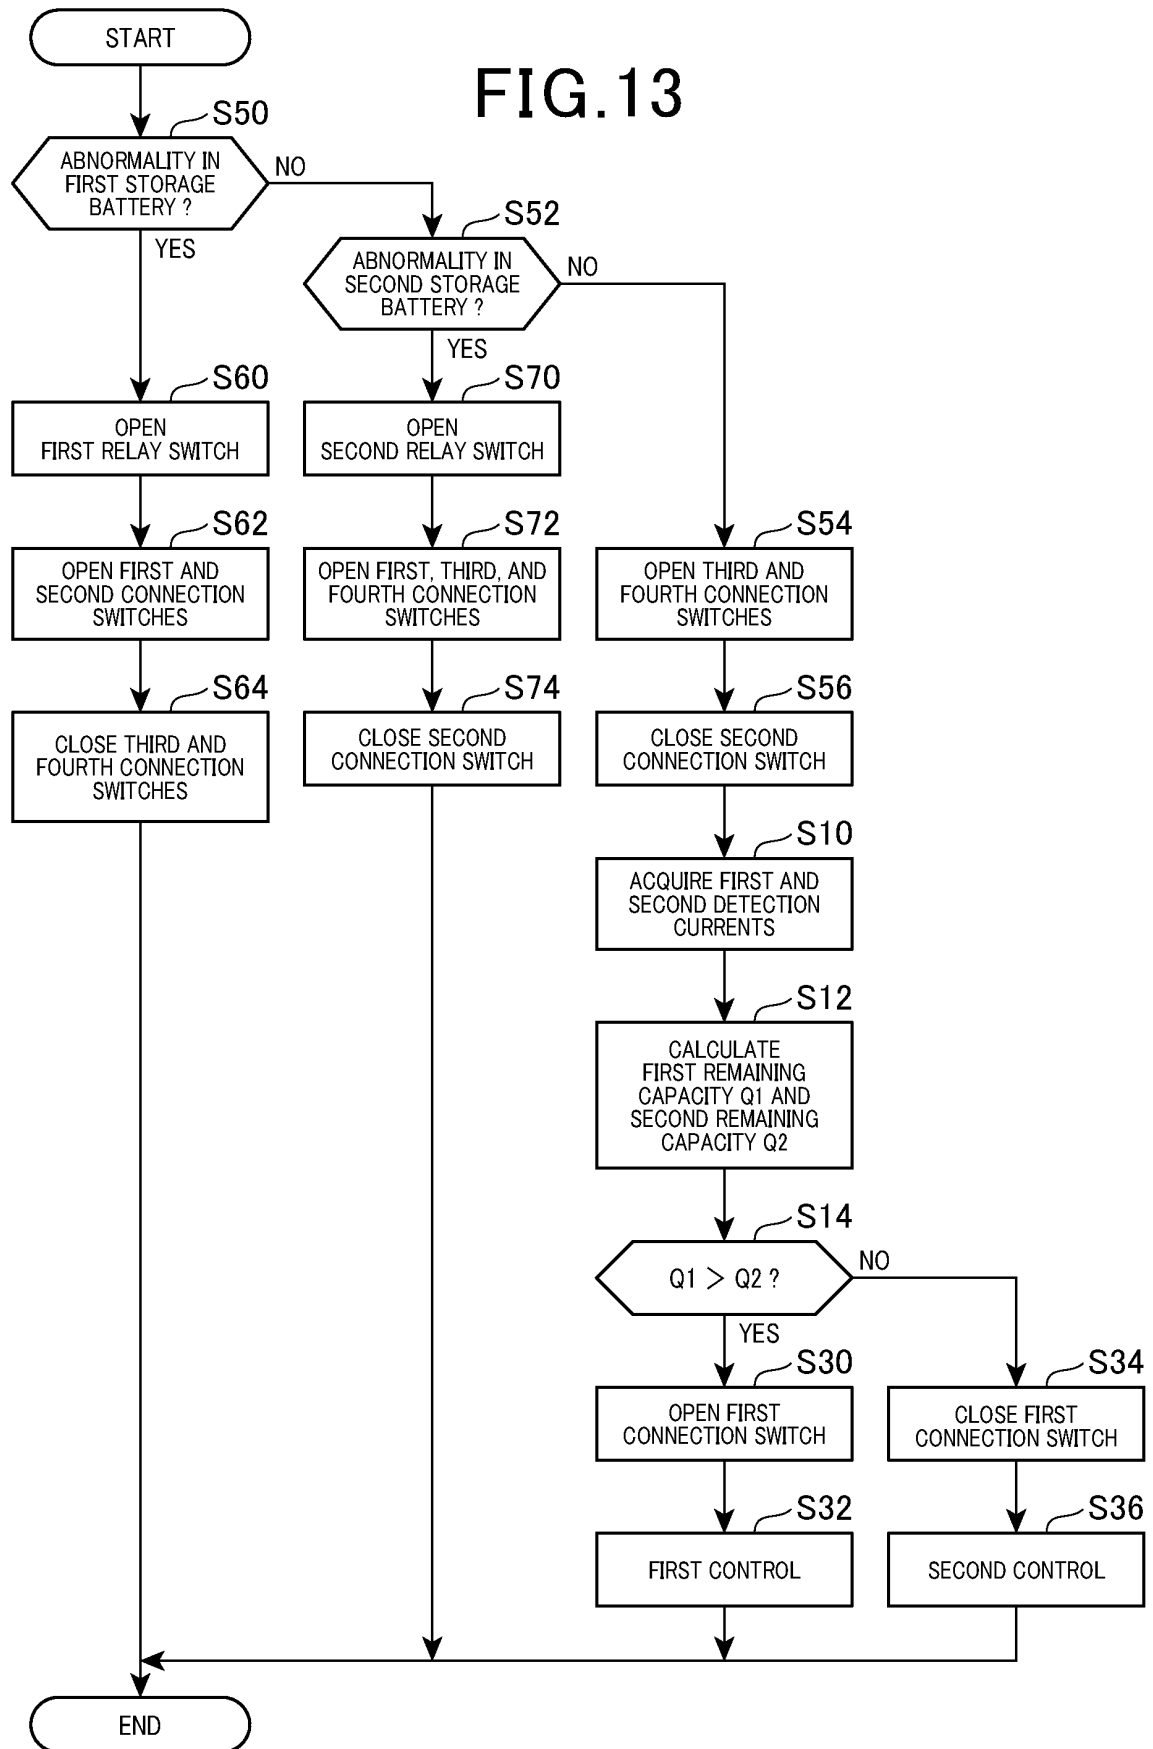 START
FIG.13
S50
ABNORMALITY IN
FIRST STORAGE
BATTERY ?
NO
YES
S52
ABNORMALITY IN
SECOND STORAGE
BATTERY ?
NO
YES
S60
OPEN
FIRST RELAY SWITCH
S70
OPEN
SECOND RELAY SWITCH
S62
OPEN FIRST AND
SECOND CONNECTION
SWITCHES
S72
OPEN FIRST, THIRD, AND
FOURTH CONNECTION
SWITCHES
S54
OPEN THIRD AND
FOURTH CONNECTION
SWITCHES
S64
CLOSE THIRD AND
FOURTH CONNECTION
SWITCHES
S74
CLOSE SECOND
CONNECTION SWITCH
S56
CLOSE SECOND
CONNECTION SWITCH
S10
ACQUIRE FIRST AND
SECOND DETECTION
CURRENTS
S12
CALCULATE
FIRST REMAINING
CAPACITY Q1 AND
SECOND REMAINING
CAPACITY Q2
S14
Q1 > Q2 ?
NO
YES
S30
OPEN FIRST
CONNECTION SWITCH
S34
CLOSE FIRST
CONNECTION SWITCH
S32
FIRST CONTROL
S36
SECOND CONTROL
END